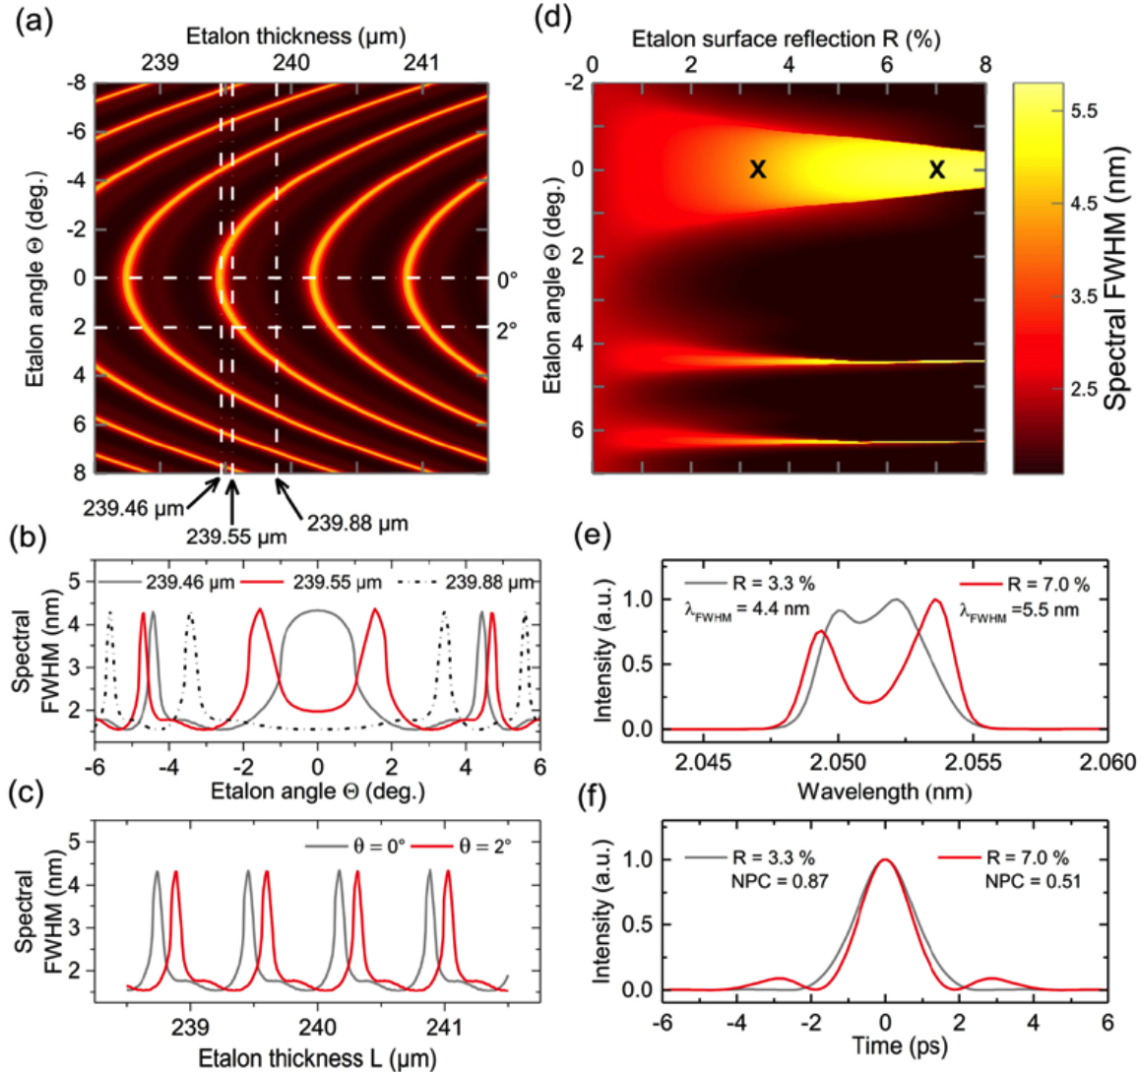 (a)
Etalon thickness (µm)
239 240 241
Etalon angle Θ (deg.)
-8
-6
-4
-2
0
2
4
6
8
0°
2°
239.46 µm
239.55 µm
239.88 µm
(d)
Etalon surface reflection R (%)
0 2 4 6 8
Etalon angle Θ (deg.)
-2
0
2
4
6
X X
5.5
4.5
3.5
2.5
Spectral FWHM (nm)
(b)
239.46 µm 239.55 µm 239.88 µm
Spectral
FWHM (nm)
5
4
3
2
-6 -4 -2 0 2 4 6
Etalon angle Θ (deg.)
(c)
θ = 0° θ = 2°
Spectral
FWHM (nm)
5
4
3
2
239 240 241
Etalon thickness L (µm)
(e)
R = 3.3 %
λFWHM = 4.4 nm
R = 7.0 %
λFWHM =5.5 nm
Intensity (a.u.)
1.0
0.5
0.0
2.045 2.050 2.055 2.060
Wavelength (nm)
(f)
R = 3.3 %
NPC = 0.87
R = 7.0 %
NPC = 0.51
Intensity (a.u.)
1.0
0.5
0.0
-6 -4 -2 0 2 4 6
Time (ps)